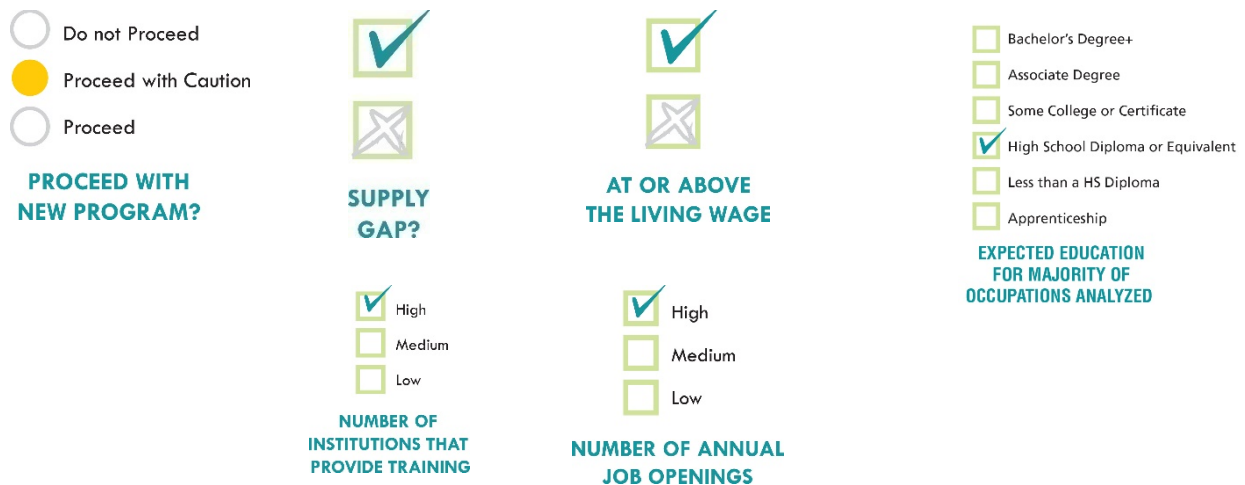 Do not Proceed
Proceed with Caution
Proceed
PROCEED WITH
NEW PROGRAM?
SUPPLY
GAP?
AT OR ABOVE
THE LIVING WAGE
Bachelor's Degree+
Associate Degree
Some College or Certificate
High School Diploma or Equivalent
Less than a HS Diploma
Apprenticeship
EXPECTED EDUCATION
FOR MAJORITY OF
OCCUPATIONS ANALYZED
High
Medium
Low
NUMBER OF
INSTITUTIONS THAT
PROVIDE TRAINING
High
Medium
Low
NUMBER OF ANNUAL
JOB OPENINGS